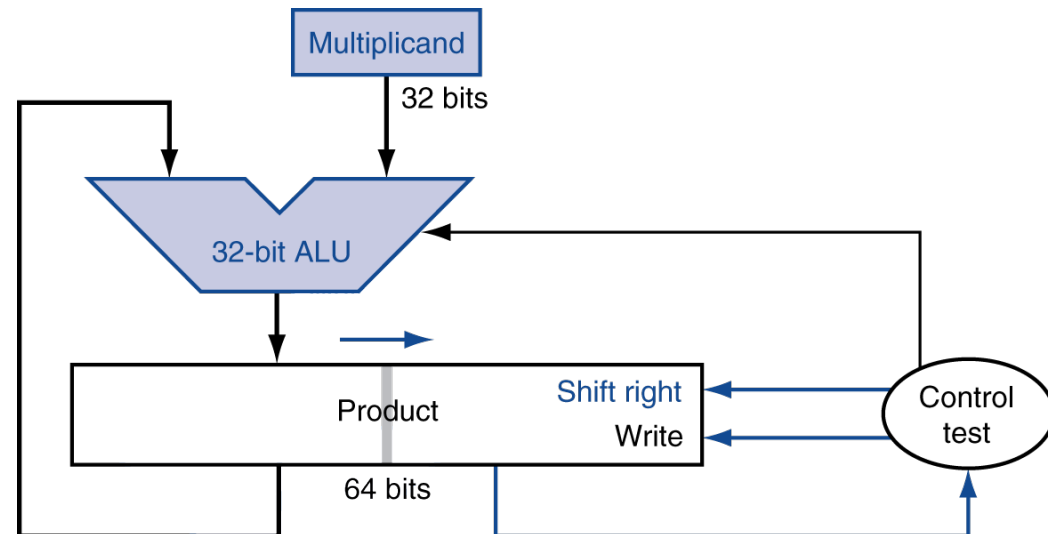 Multiplicand
32 bits
32-bit ALU
Product
Shift right
Write
64 bits
Control
test